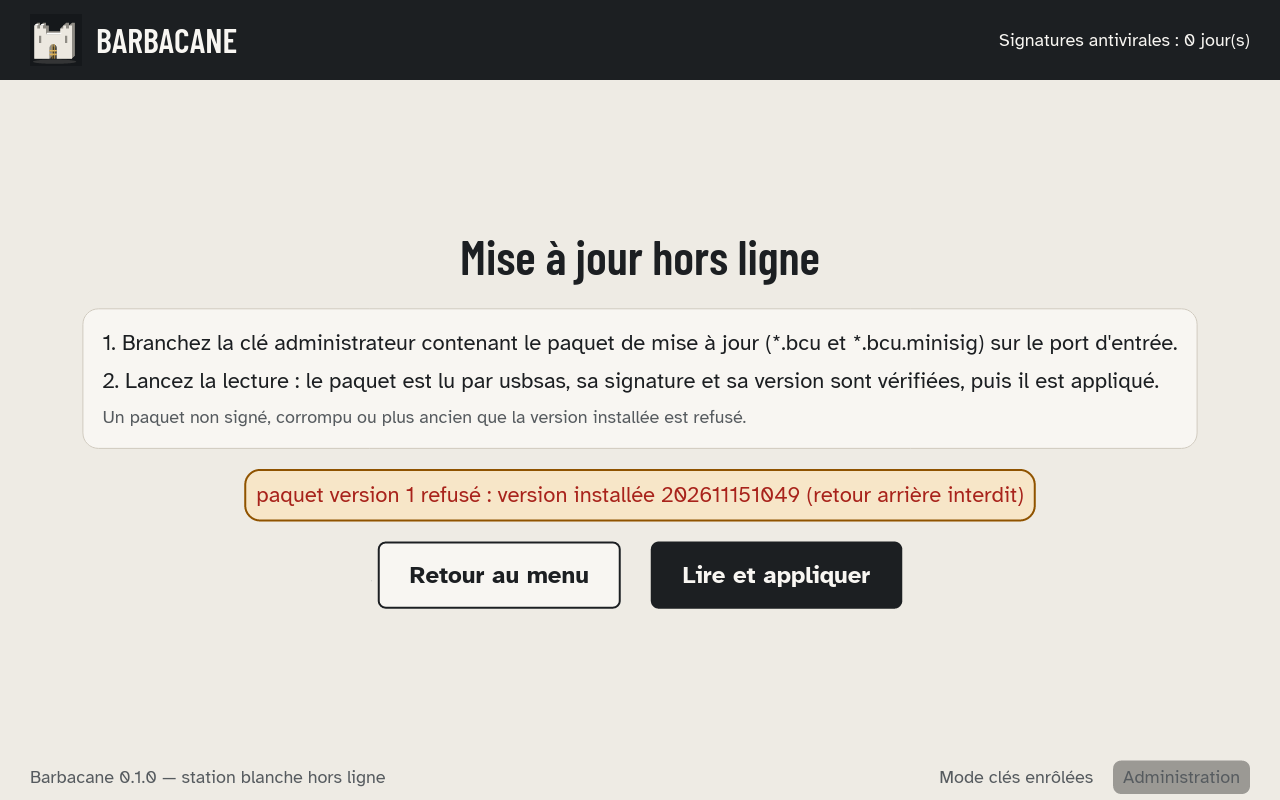 BARBACANE
Signatures antivirales : 0 jour(s)
Mise à jour hors ligne
1. Branchez la clé administrateur contenant le paquet de mise à jour (*.bcu et *.bcu.minisig) sur le port d'entrée.
2. Lancez la lecture : le paquet est lu par usbsas, sa signature et sa version sont vérifiées, puis il est appliqué.
Un paquet non signé, corrompu ou plus ancien que la version installée est refusé.
paquet version 1 refusé : version installée 202611151049 (retour arrière interdit)
Retour au menu
Lire et appliquer
Barbacane 0.1.0 — station blanche hors ligne
Mode clés enrôlées
Administration